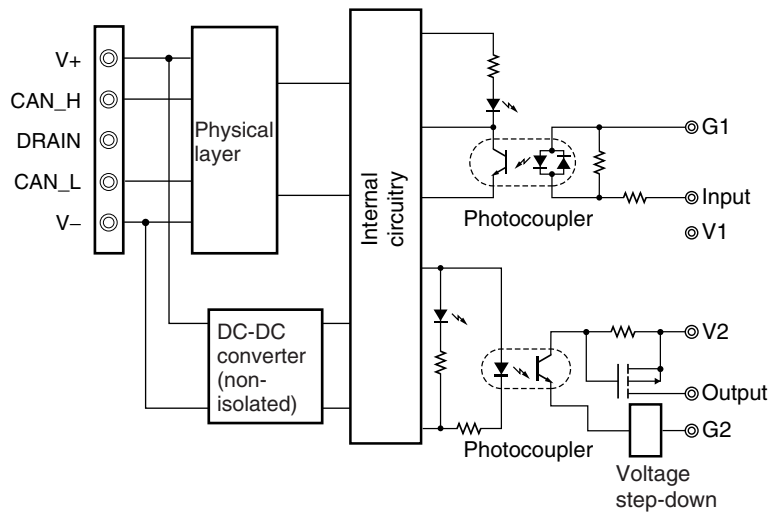 V+
CAN_H
DRAIN
CAN_L
V–
Physical
layer
DC-DC
converter
(non-
isolated)
Internal
circuitry
Photocoupler
G1
Input
V1
Photocoupler
V2
Output
G2
Voltage
step-down